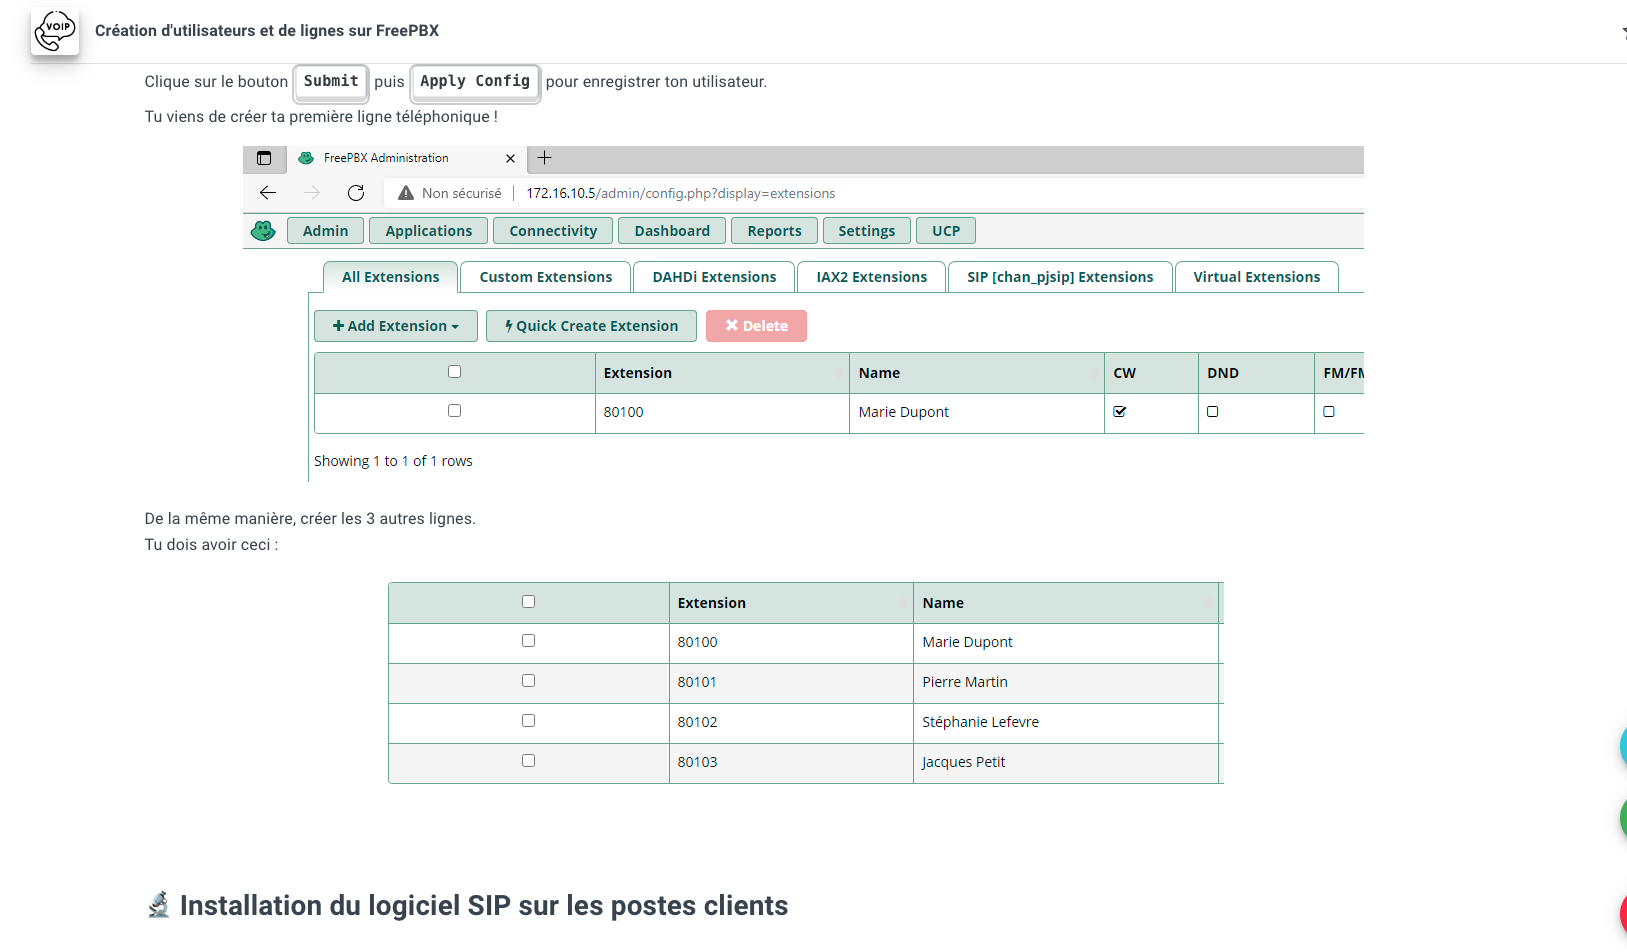 VOIP
Création d'utilisateurs et de lignes sur FreePBX
Clique sur le bouton Submit puis Apply Config pour enregistrer ton utilisateur.
Tu viens de créer ta première ligne téléphonique !
FreePBX Administration
Non sécurisé 172.16.10.5/admin/config.php?display=extensions
Admin Applications Connectivity Dashboard Reports Settings UCP
All Extensions Custom Extensions DAHDi Extensions IAX2 Extensions SIP [chan_pjsip] Extensions Virtual Extensions
Add Extension Quick Create Extension Delete
Extension Name CW DND FM/FM
80100 Marie Dupont
Showing 1 to 1 of 1 rows
De la même manière, créer les 3 autres lignes.
Tu dois avoir ceci :
Extension Name
80100 Marie Dupont
80101 Pierre Martin
80102 Stéphanie Lefevre
80103 Jacques Petit
Installation du logiciel SIP sur les postes clients